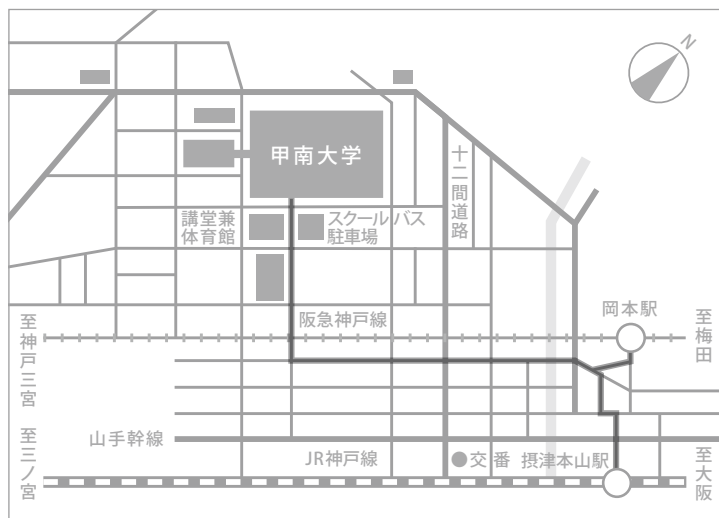 N
甲南大学
十二間道路
講堂兼
体育館
スクールバス
駐車場
阪急神戸線
岡本駅
至神戸三宮
至梅田
山手幹線
至三ノ宮
JR神戸線
交番
摂津本山駅
至大阪